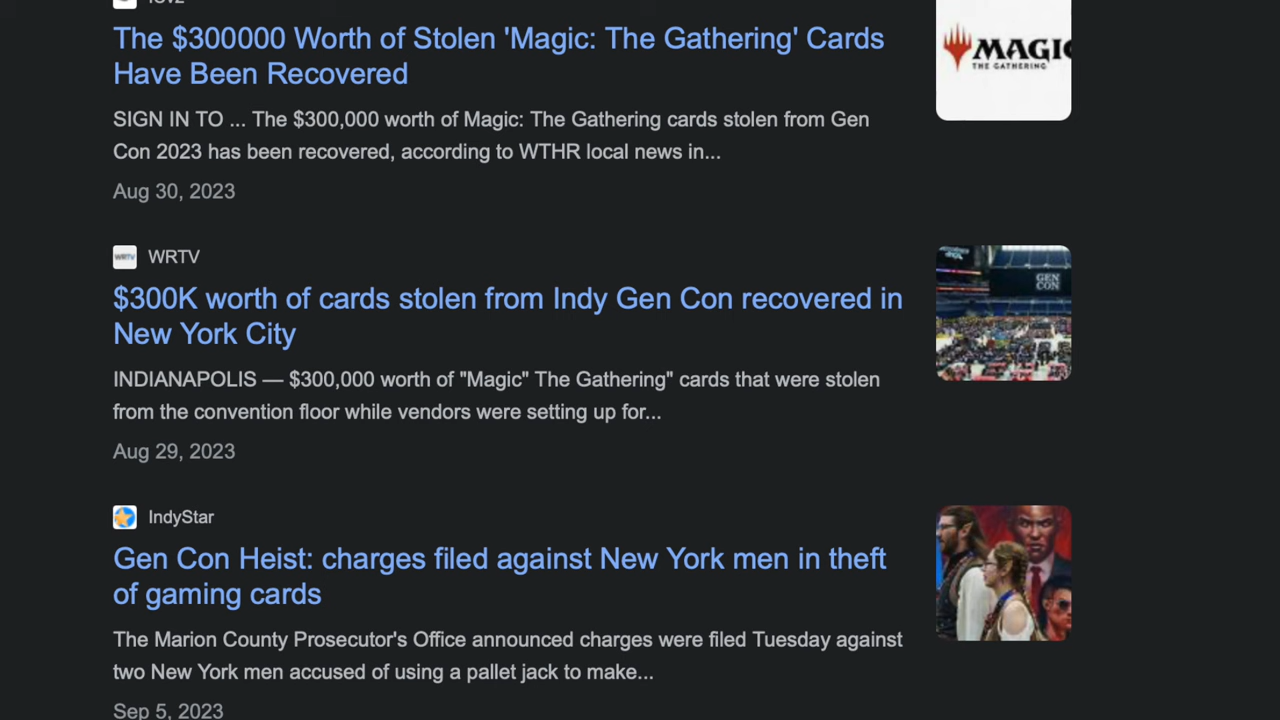 The $300000 Worth of Stolen 'Magic: The Gathering' Cards
Have Been Recovered
MAGIC
THE GATHERING
SIGN IN TO ... The $300,000 worth of Magic: The Gathering cards stolen from Gen
Con 2023 has been recovered, according to WTHR local news in...
Aug 30, 2023
WRTV
WRTV
$300K worth of cards stolen from Indy Gen Con recovered in
New York City
GEN
CON
INDIANAPOLIS — $300,000 worth of "Magic" The Gathering" cards that were stolen
from the convention floor while vendors were setting up for...
Aug 29, 2023
IndyStar
Gen Con Heist: charges filed against New York men in theft
of gaming cards
The Marion County Prosecutor's Office announced charges were filed Tuesday against
two New York men accused of using a pallet jack to make...
Sep 5, 2023